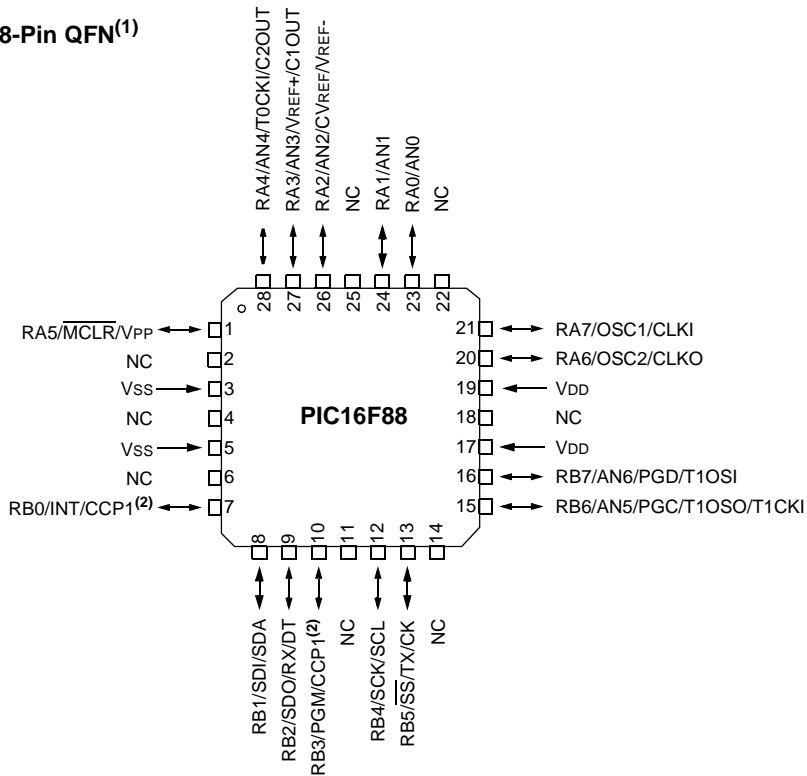 8-Pin QFN(1)
RA4/AN4/T0CKI/C2OUT
RA3/AN3/VREF+/C1OUT
RA2/AN2/CVREF/VREF-
NC
RA1/AN1
RA0/AN0
NC
28
27
26
25
24
23
22
RA5/MCLR/VPP 1
NC 2
VSS 3
NC 4
VSS 5
NC 6
RB0/INT/CCP1(2) 7
PIC16F88
21 RA7/OSC1/CLKI
20 RA6/OSC2/CLKO
19 VDD
18 NC
17 VDD
16 RB7/AN6/PGD/T1OSI
15 RB6/AN5/PGC/T1OSO/T1CKI
8
9
10
11
12
13
14
RB1/SDI/SDA
RB2/SDO/RX/DT
RB3/PGM/CCP1(2)
NC
RB4/SCK/SCL
RB5/SS/TX/CK
NC